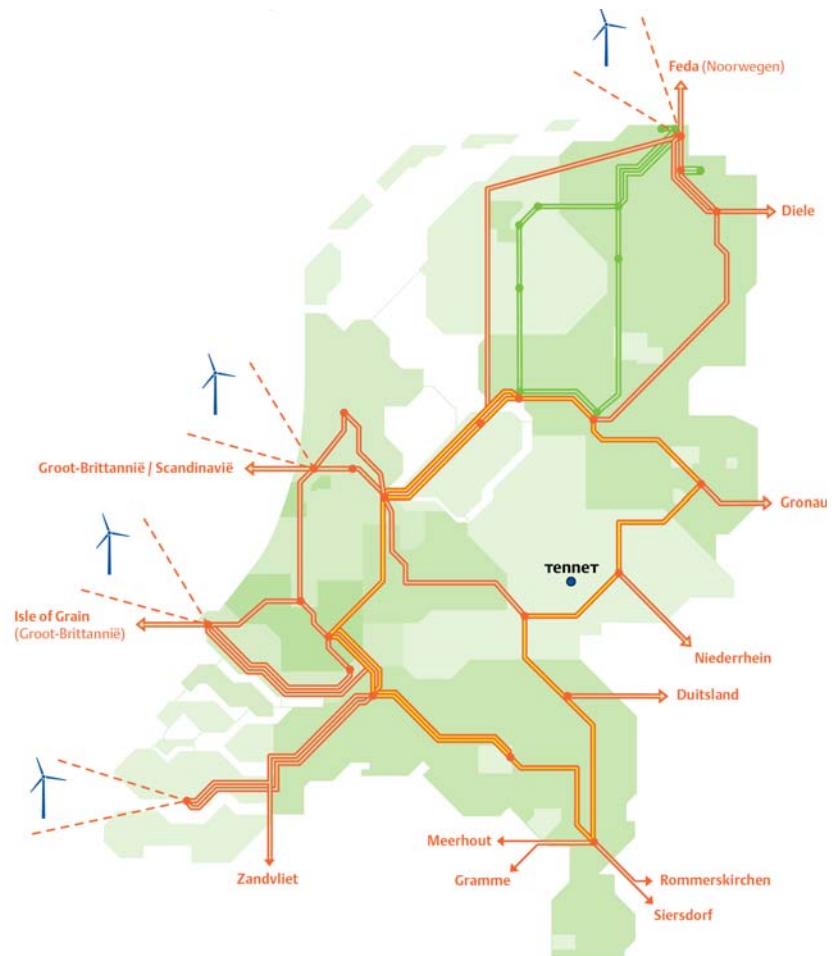 Feda (Noorwegen)
Diele
Groot-Brittannië / Scandinavië
Gronau
TenneT
Isle of Grain
(Groot-Brittannië)
Niederrhein
Duitsland
Meerhout
Gramme
Zandvliet
Rommerskirchen
Siersdorf